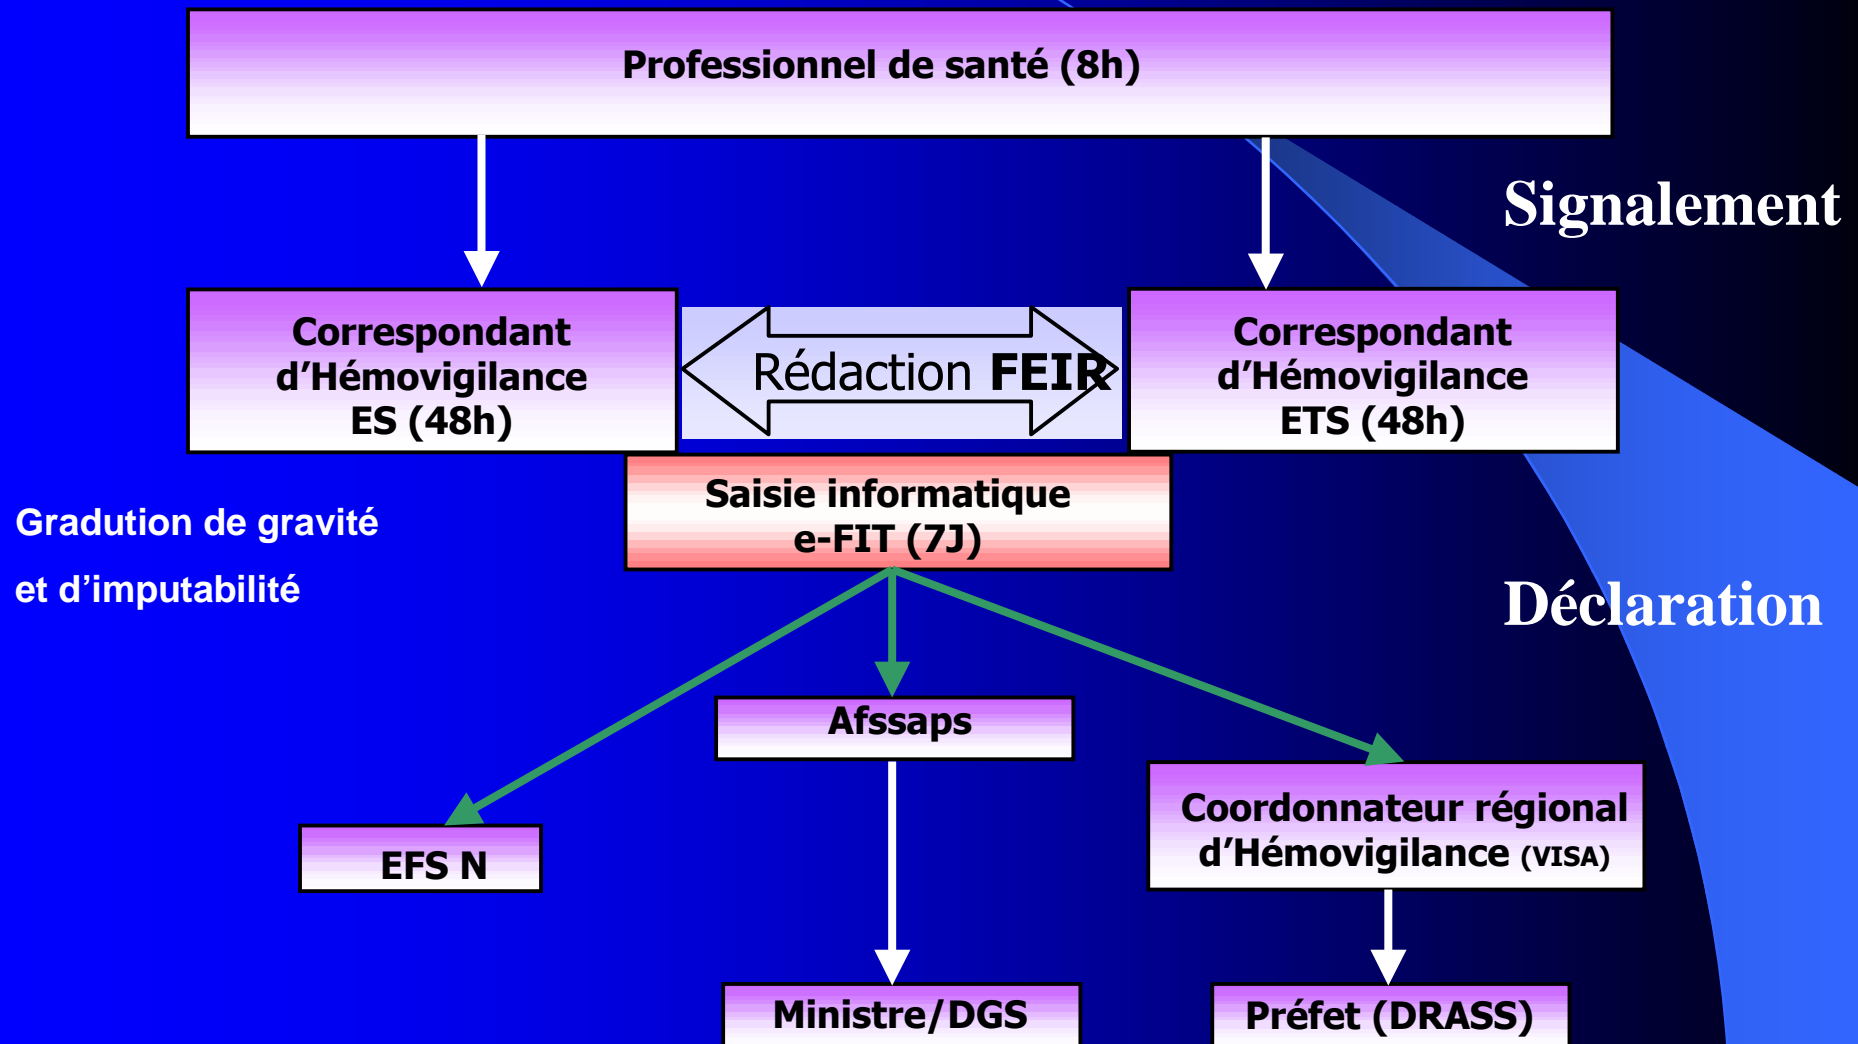 Professionnel de santé (8h)
Signalement
Correspondant
d’Hémovigilance
ES (48h)
Rédaction FEIR
Correspondant
d’Hémovigilance
ETS (48h)
Saisie informatique
e-FIT (7J)
Gradution de gravité
et d’imputabilité
Déclaration
Afssaps
EFS N
Coordonnateur régional
d’Hémovigilance (VISA)
Ministre/DGS
Préfet (DRASS)